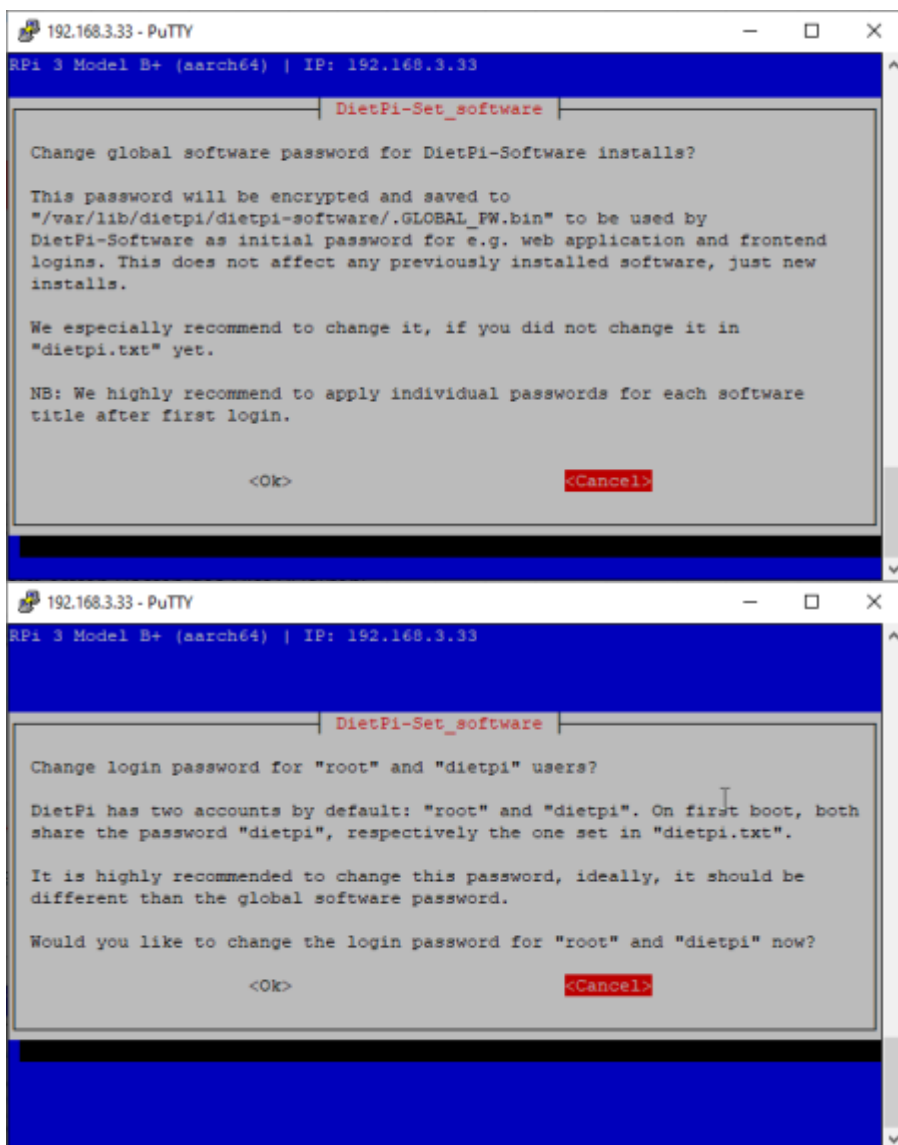 192.168.3.33 - PuTTY
RPi 3 Model B+ (aarch64) | IP: 192.168.3.33
DietPi-Set_software
Change global software password for DietPi-Software installs?
This password will be encrypted and saved to
"/var/lib/dietpi/dietpi-software/.GLOBAL_PW.bin" to be used by
DietPi-Software as initial password for e.g. web application and frontend
logins. This does not affect any previously installed software, just new
installs.
We especially recommend to change it, if you did not change it in
"dietpi.txt" yet.
NB: We highly recommend to apply individual passwords for each software
title after first login.
<Ok> <Cancel>
192.168.3.33 - PuTTY
RPi 3 Model B+ (aarch64) | IP: 192.168.3.33
DietPi-Set_software
Change login password for "root" and "dietpi" users?
DietPi has two accounts by default: "root" and "dietpi". On first boot, both
share the password "dietpi", respectively the one set in "dietpi.txt".
It is highly recommended to change this password, ideally, it should be
different than the global software password.
Would you like to change the login password for "root" and "dietpi" now?
<Ok> <Cancel>